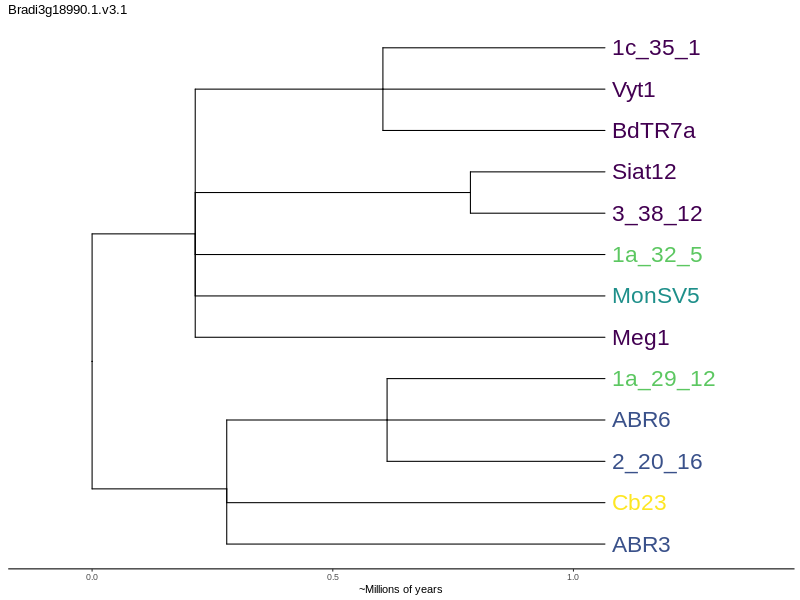 Bradi3g18990.1.v3.1
1c_35_1
Vyt1
BdTR7a
Siat12
3_38_12
1a_32_5
MonSV5
Meg1
1a_29_12
ABR6
2_20_16
Cb23
ABR3
0.0 0.5 1.0
~Millions of years